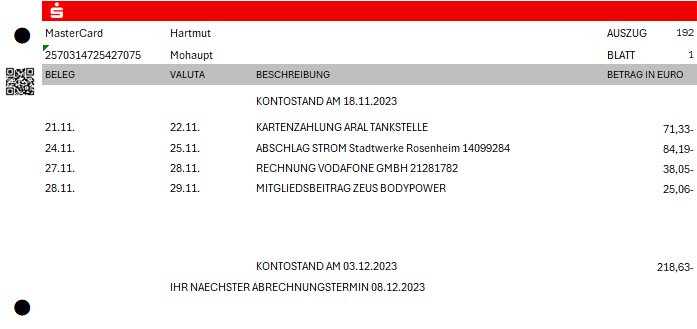 MasterCard Hartmut AUSZUG 192
2570314725427075 Mohaupt BLATT 1
BELEG VALUTA BESCHREIBUNG BETRAG IN EURO
KONTOSTAND AM 18.11.2023
21.11. 22.11. KARTENZAHLUNG ARAL TANKSTELLE 71,33-
24.11. 25.11. ABSCHLAG STROM Stadtwerke Rosenheim 14099284 84,19-
27.11. 28.11. RECHNUNG VODAFONE GMBH 21281782 38,05-
28.11. 29.11. MITGLIEDSBEITRAG ZEUS BODYPOWER 25,06-
KONTOSTAND AM 03.12.2023 218,63-
IHR NAECHSTER ABRECHNUNGSTERMIN 08.12.2023